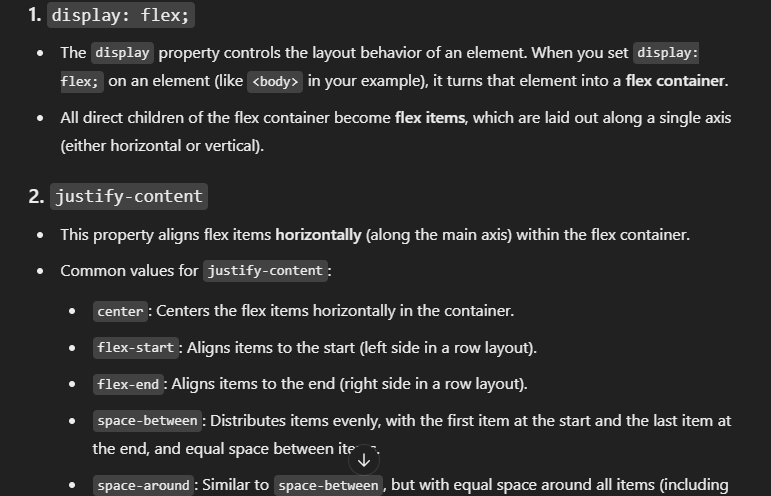 1. display: flex;
• The display property controls the layout behavior of an element. When you set display:
flex; on an element (like <body> in your example), it turns that element into a flex container.
• All direct children of the flex container become flex items, which are laid out along a single axis
(either horizontal or vertical).
2. justify-content
• This property aligns flex items horizontally (along the main axis) within the flex container.
• Common values for justify-content:
• center: Centers the flex items horizontally in the container.
• flex-start: Aligns items to the start (left side in a row layout).
• flex-end: Aligns items to the end (right side in a row layout).
• space-between: Distributes items evenly, with the first item at the start and the last item at
the end, and equal space between
• space-around: Similar to space-between, but with equal space around all items (including